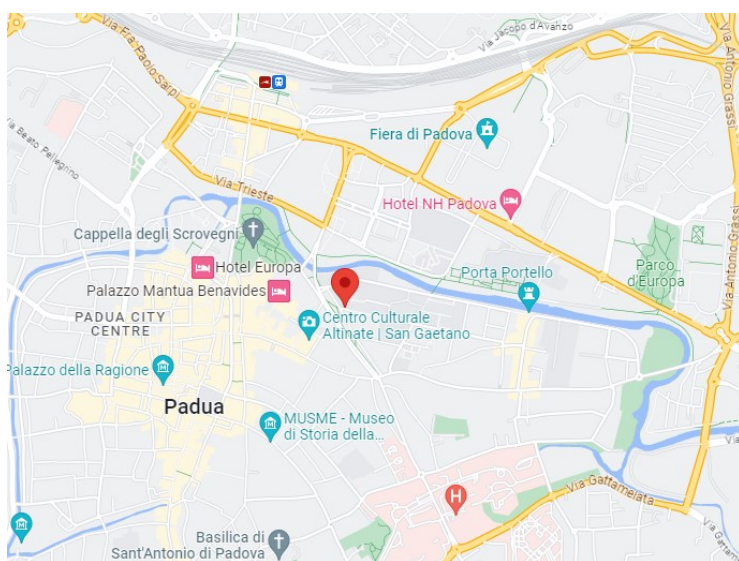 Via Jacopo d'Avanzo
Via Fra Paolo Sarpi
Via Antonio Grassi
Fiera di Padova
Via Beato Pellegrino
Via Trieste
Hotel NH Padova
Cappella degli Scrovegni
Hotel Europa
Porta Portello
Parco
d'Europa
Palazzo Mantua Benavides
Via Antonio Grassi
PADUA CITY
CENTRE
Centro Culturale
Altinate | San Gaetano
Palazzo della Ragione
Padua
MUSME - Museo
di Storia della...
H
Via Gattamelata
Basilica di
Sant'Antonio di Padova